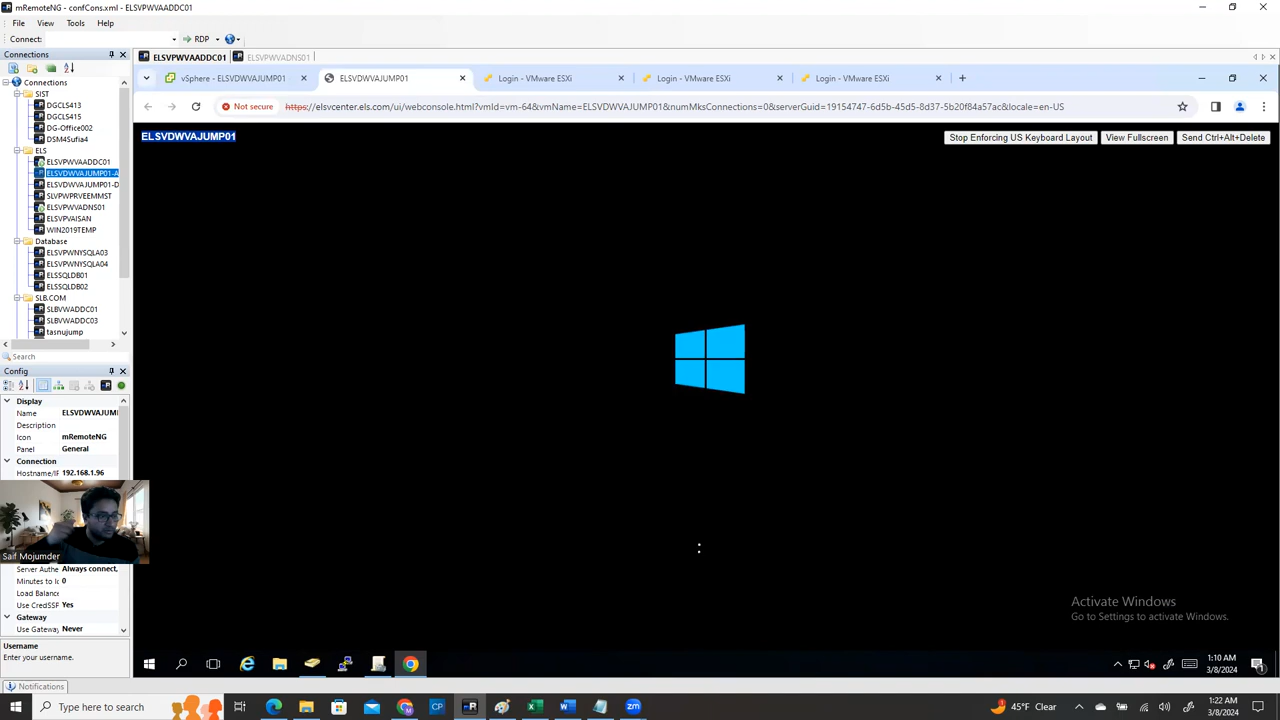 mRemoteNG - confCons.xml - ELSVPWVAADDC01
File View Tools Help
Connect: RDP
Connections
Connections
SIST
DGCLS413
DGCLS415
DG-Office002
DSM4Sufia4
ELS
ELSVPWVAADDC01
ELSVDWVAJUMP01-A
ELSVDWVAJUMP01-D
SLVPWPRVEEMMST
ELSVPWVADNS01
ELSVPVAISAN
WIN2019TEMP
Database
ELSVPWNYSQLA03
ELSVPWNYSQLA04
ELSSQLDB01
ELSSQLDB02
SLB.COM
SLBVWADDC01
SLBVWADDC03
tasnujump
Search
Config
Display
Name ELSVDWVAJUMI
Description
Icon mRemoteNG
Panel General
Connection
Hostname/IF 192.168.1.96
Saif Mojumder
Server Authe Always connect,
Minutes to Ic 0
Load Balance
Use CredSSP Yes
Gateway
Use Gateway Never
Username
Enter your username.
Notifications
ELSVPWVAADDC01 ELSVPWVADNS01
vSphere - ELSVDWVAJUMP01 ELSVDWVAJUMP01 Login - VMware ESXi Login - VMware ESXi Login - VMware ESXi
Not secure https://elsvcenter.els.com/ui/webconsole.html?vmId=vm-64&vmName=ELSVDWVAJUMP01&numMksConnections=0&serverGuid=19154747-6d5b-45d5-8d37-5b20f84a57ac&locale=en-US
ELSVDWVAJUMP01 Stop Enforcing US Keyboard Layout View Fullscreen Send Ctrl+Alt+Delete
Activate Windows
Go to Settings to activate Windows.
1:10 AM
3/8/2024
Type here to search
CP
zm
45°F Clear
1:22 AM
3/8/2024